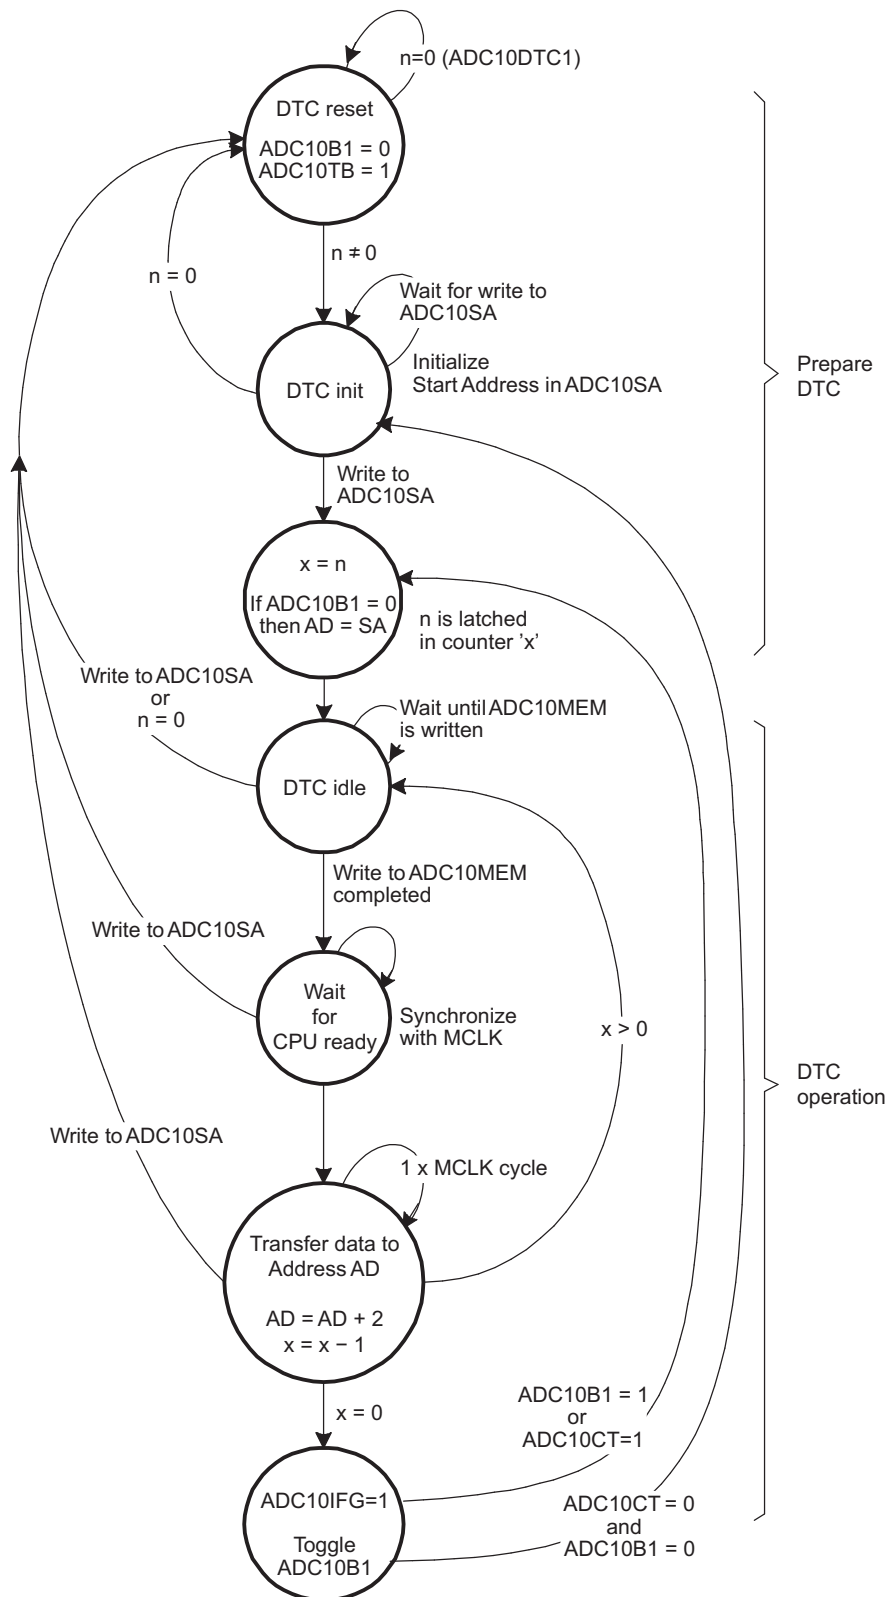 n=0 (ADC10DTC1)
DTC reset
ADC10B1 = 0
ADC10TB = 1
n ≠ 0
n = 0
Wait for write to
ADC10SA
Initialize
Start Address in ADC10SA
DTC init
Prepare
DTC
Write to
ADC10SA
x = n
If ADC10B1 = 0
then AD = SA
n is latched
in counter ’x’
Write to ADC10SA
or
n = 0
Wait until ADC10MEM
is written
DTC idle
Write to ADC10MEM
completed
Write to ADC10SA
Wait
for
CPU ready
Synchronize
with MCLK
x > 0
DTC
operation
Write to ADC10SA
1 x MCLK cycle
Transfer data to
Address AD
AD = AD + 2
x = x − 1
x = 0
ADC10B1 = 1
or
ADC10CT=1
ADC10IFG=1
Toggle
ADC10B1
ADC10CT = 0
and
ADC10B1 = 0